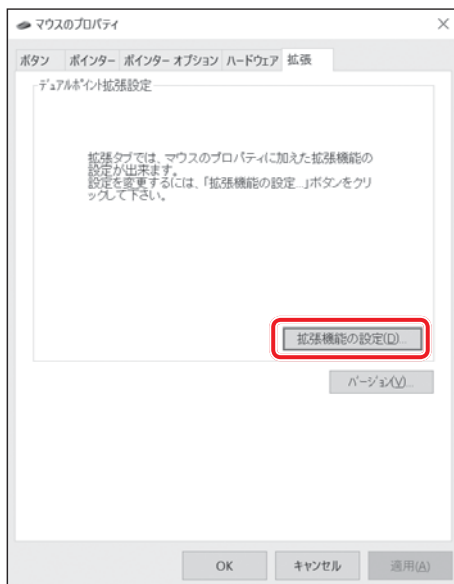 マウスのプロパティ
ボタン ポインター ポインター オプション ハードウェア 拡張
デュアルポイント拡張設定
拡張タブでは、マウスのプロパティに加えた拡張機能の
設定が出来ます。
設定を変更するには、「拡張機能の設定...」ボタンをクリ
ックして下さい。
拡張機能の設定(D)...
バージョン(V)...
OK キャンセル 適用(A)